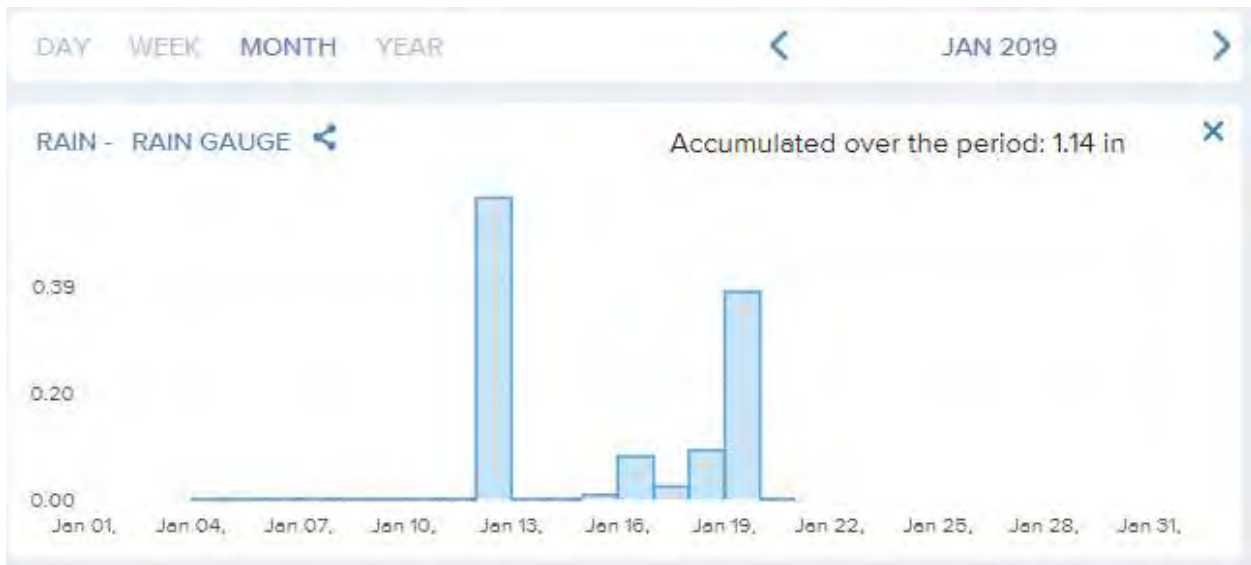 DAY WEEK MONTH YEAR JAN 2019
RAIN - RAIN GAUGE Accumulated over the period: 1.14 in
0.39
0.20
0.00
Jan 01, Jan 04, Jan 07, Jan 10, Jan 13, Jan 16, Jan 19, Jan 22, Jan 25, Jan 28, Jan 31,